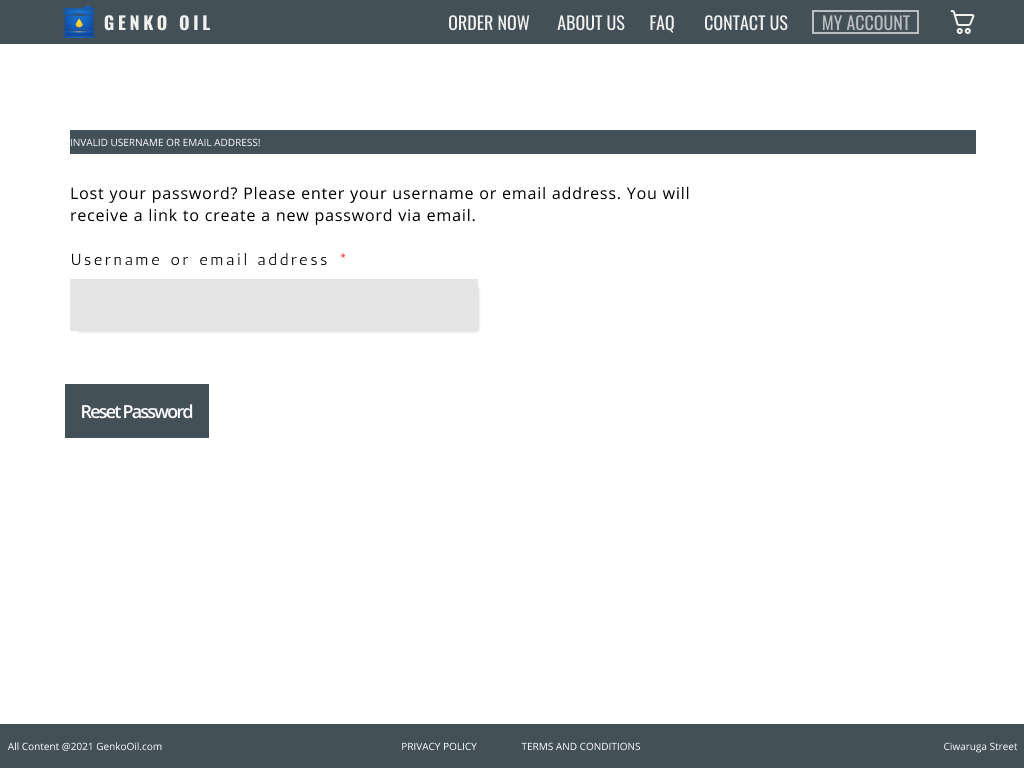 GENKO OIL
ORDER NOW
ABOUT US
FAQ
CONTACT US
MY ACCOUNT
INVALID USERNAME OR EMAIL ADDRESS!
Lost your password? Please enter your username or email address. You will
receive a link to create a new password via email.
Username or email address *
Reset Password
All Content @2021 GenkoOil.com
PRIVACY POLICY
TERMS AND CONDITIONS
Ciwaruga Street